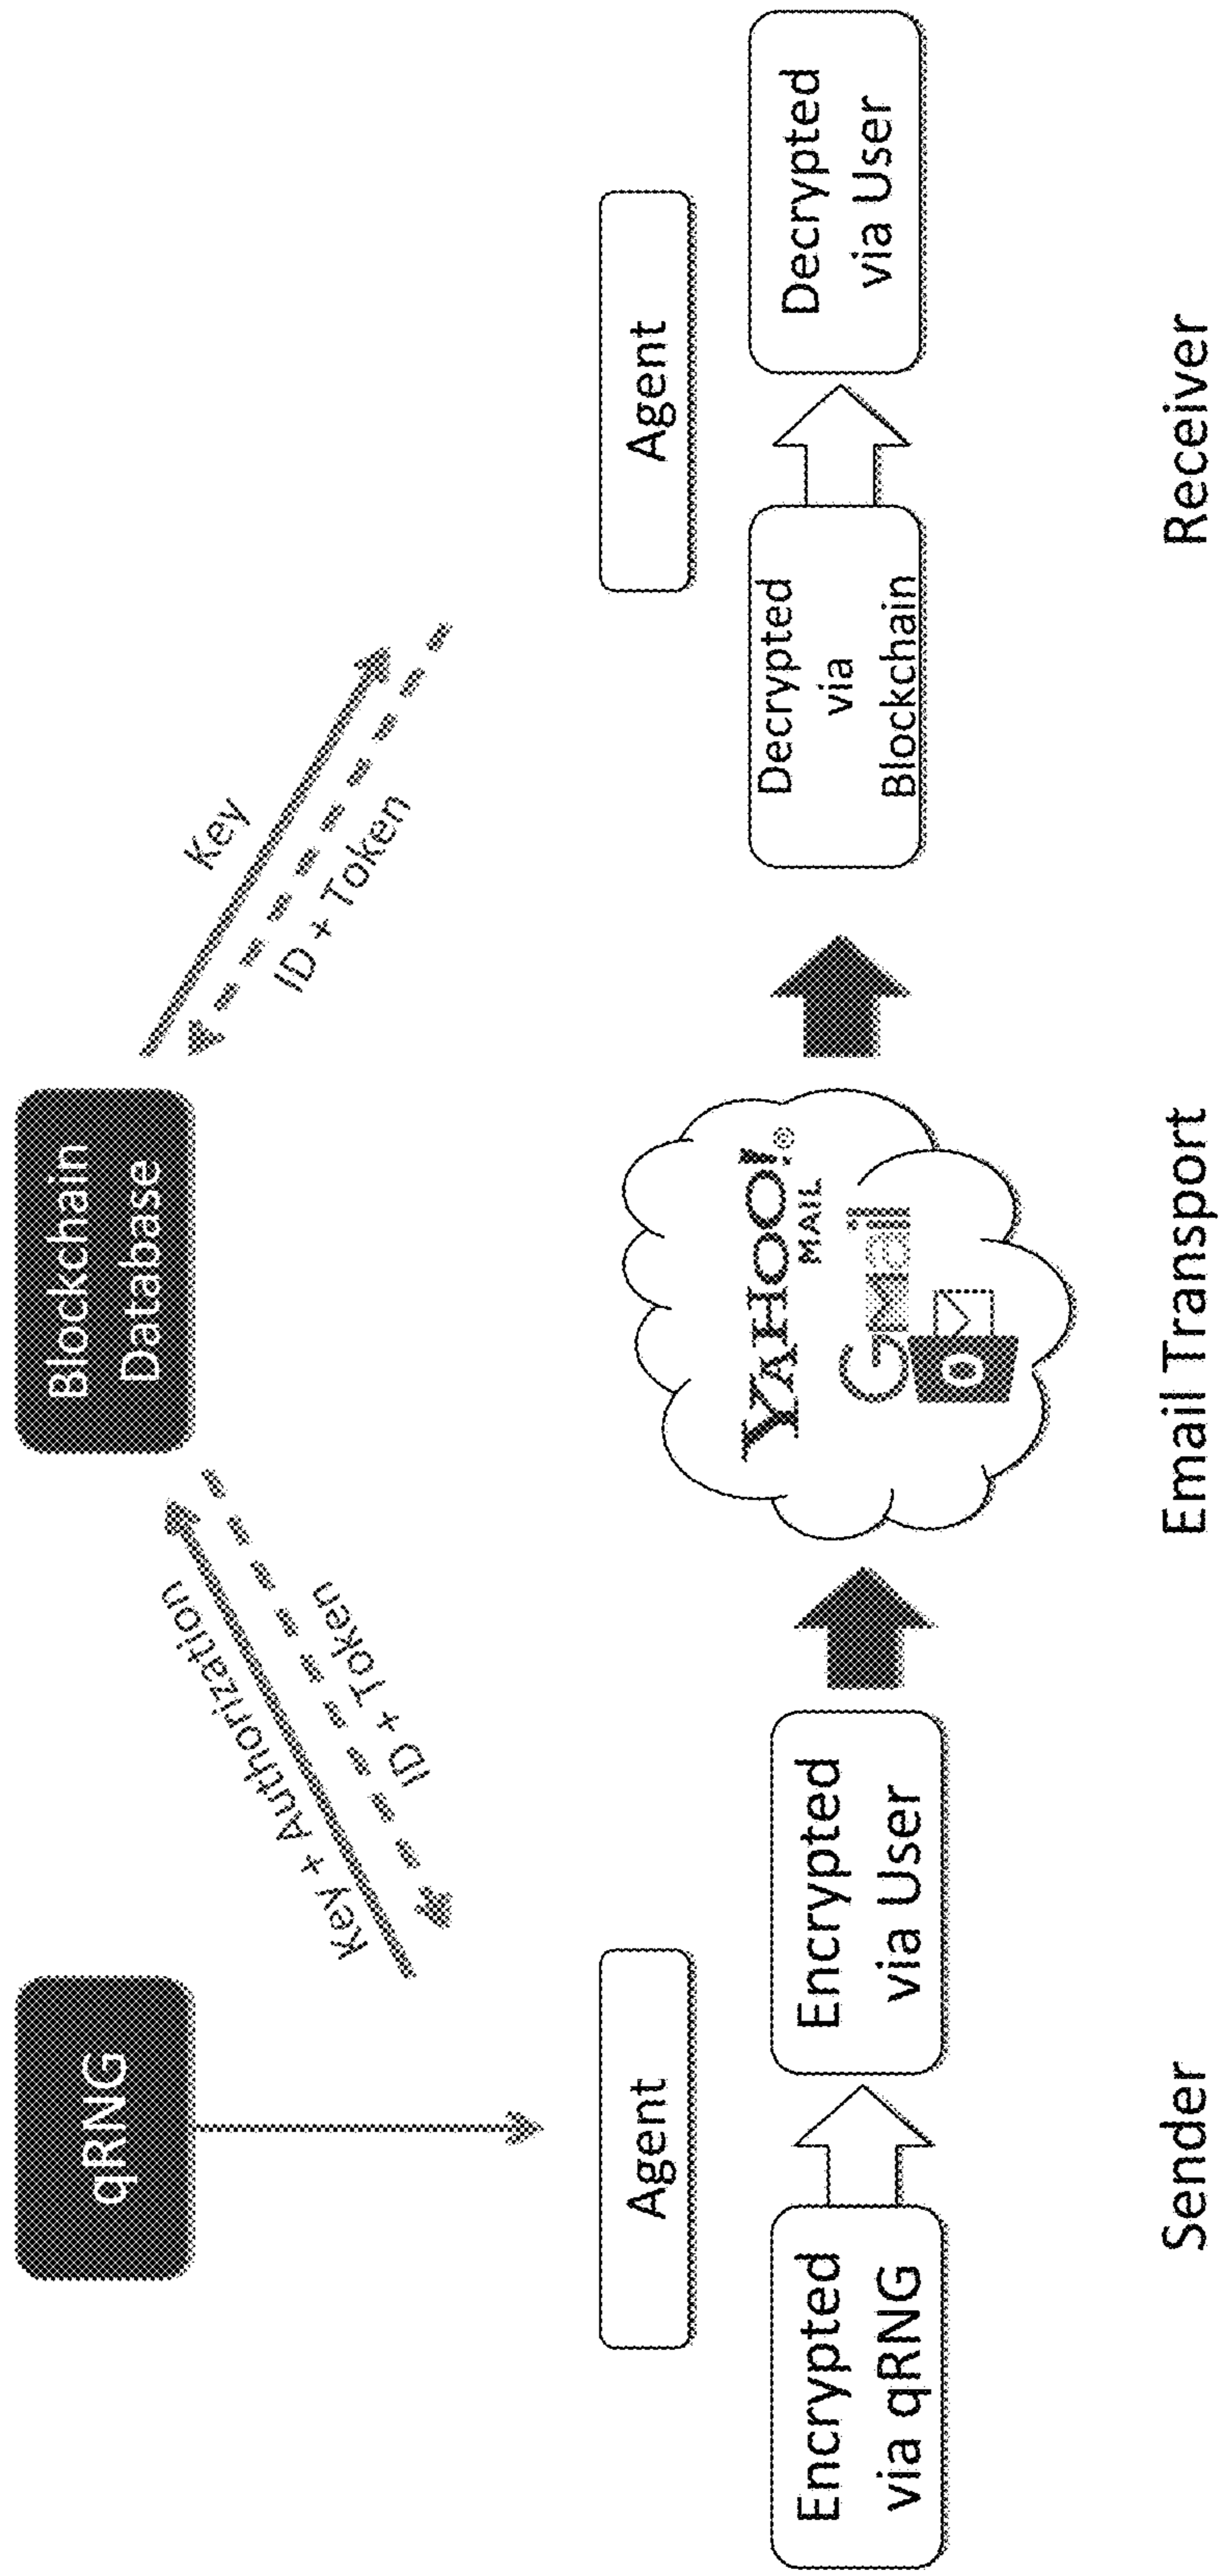 qRNG
Blockchain
Database
Key + Authorization
ID + Token
Key
ID + Token
Agent
Agent
Encrypted
via qRNG
Encrypted
via User
YAHOO!®
MAIL
Gmail
O
Decrypted
via
Blockchain
Decrypted
via User
Sender
Email Transport
Receiver